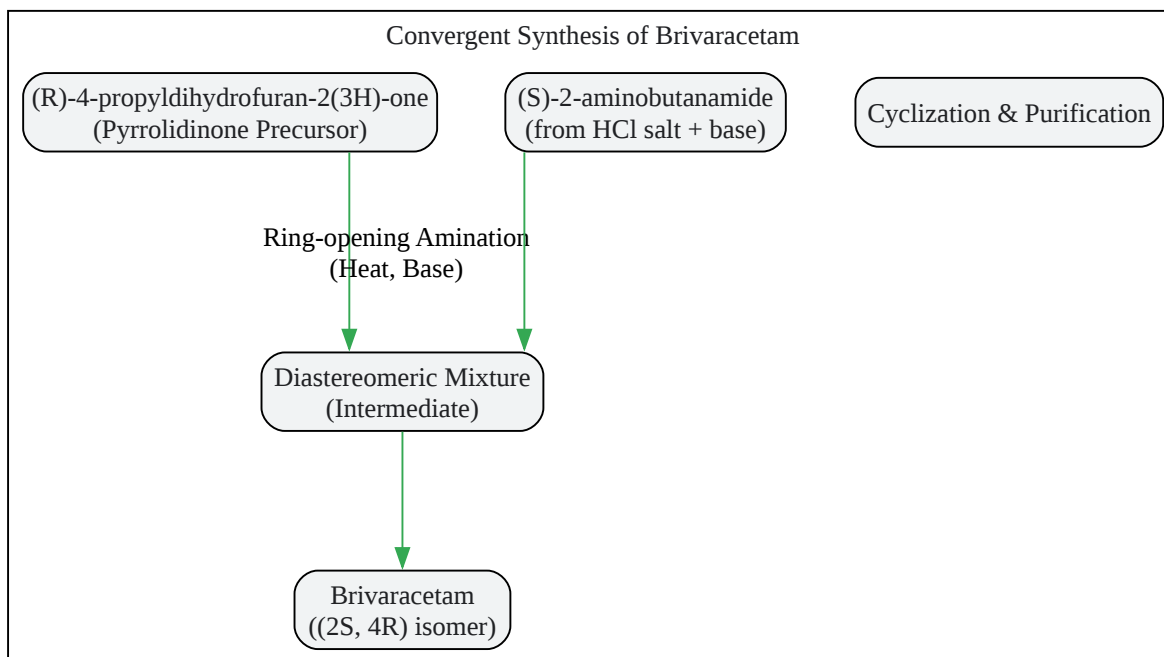 Convergent Synthesis of Brivaracetam
(R)-4-propyldihydrofuran-2(3H)-one
(Pyrrolidinone Precursor)
(S)-2-aminobutanamide
(from HCl salt + base)
Cyclization & Purification
Ring-opening Amination
(Heat, Base)
Diastereomeric Mixture
(Intermediate)
Brivaracetam
((2S, 4R) isomer)